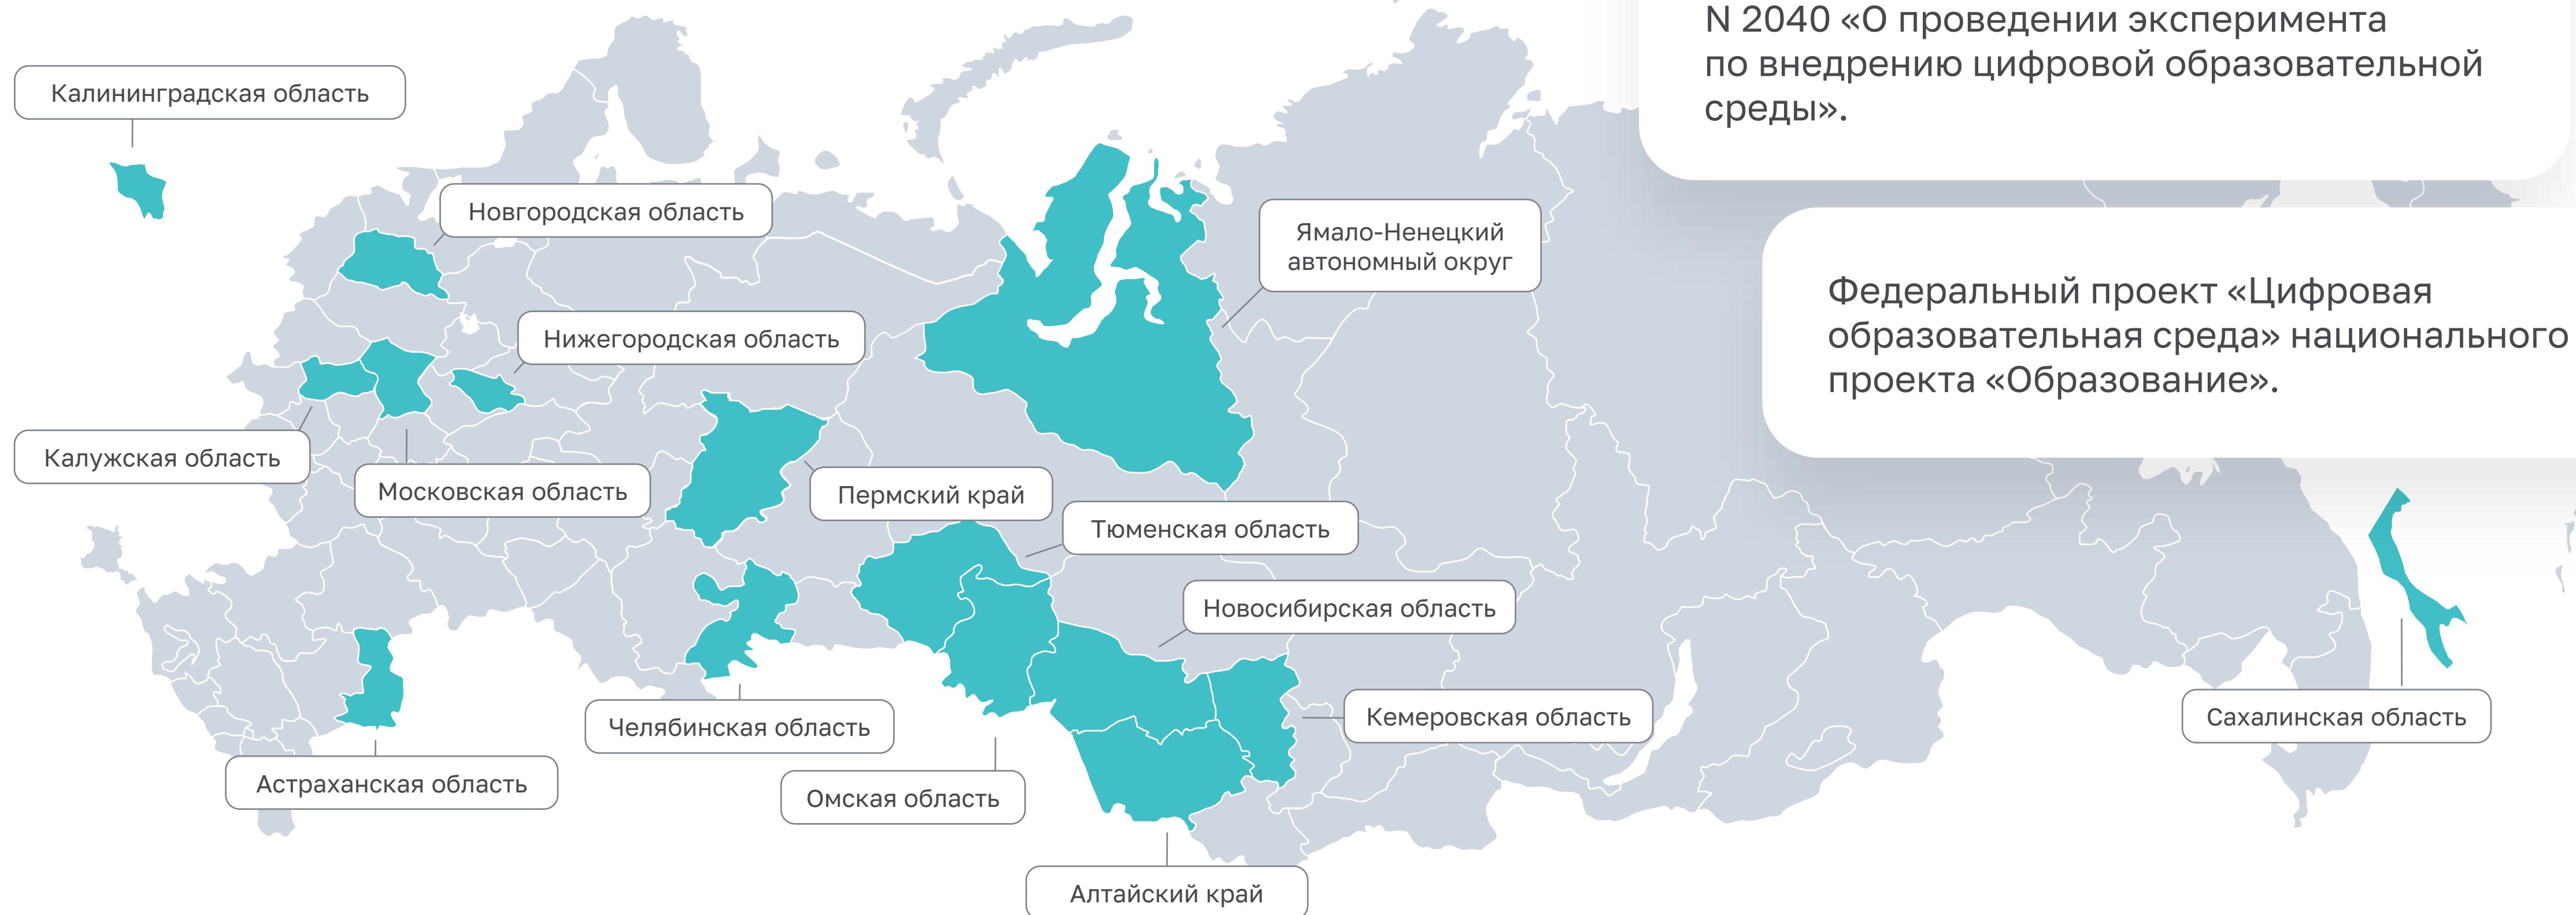 N 2040 «О проведении эксперимента
по внедрению цифровой образовательной
среды».
Калининградская область
Новгородская область
Ямало-Ненецкий
автономный округ
Федеральный проект «Цифровая
образовательная среда» национального
проекта «Образование».
Нижегородская область
Калужская область
Московская область
Пермский край
Тюменская область
Новосибирская область
Челябинская область
Кемеровская область
Сахалинская область
Астраханская область
Омская область
Алтайский край